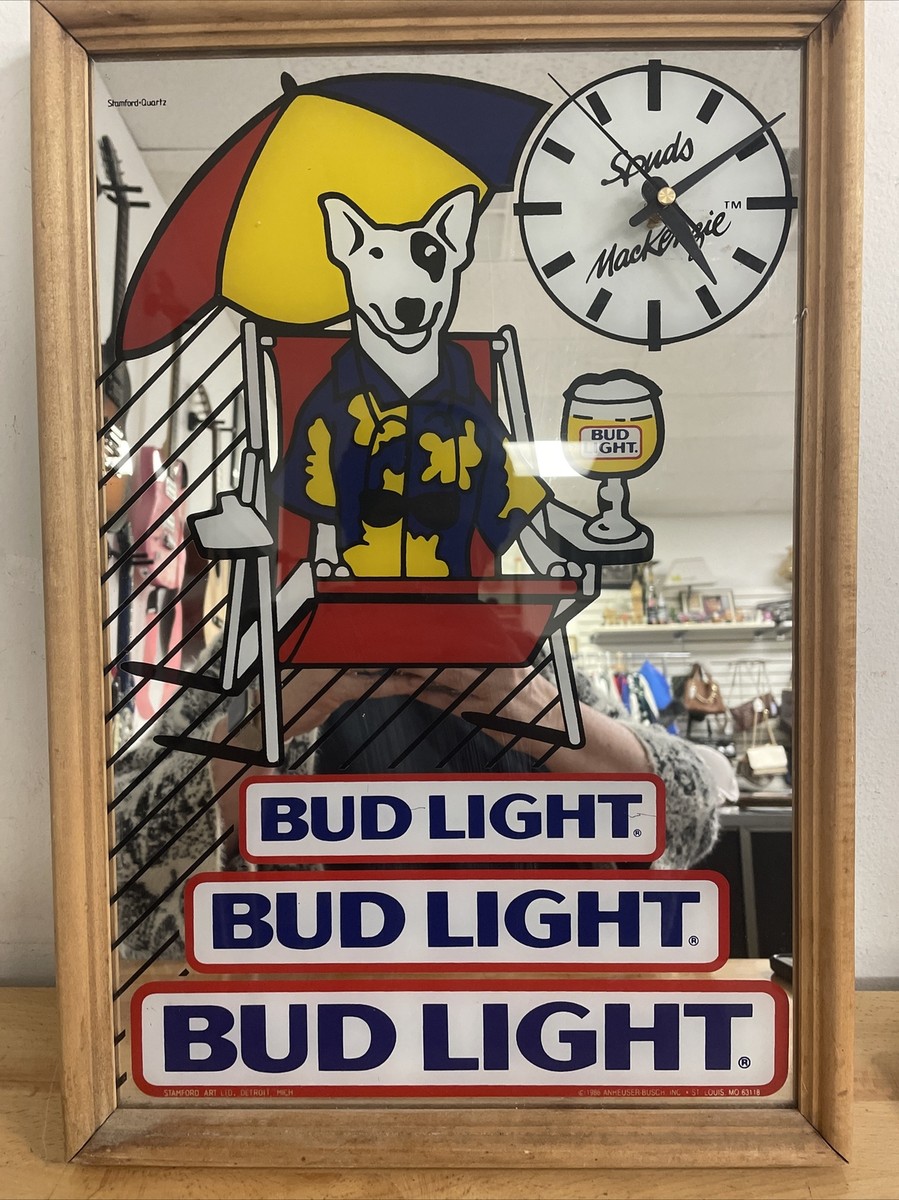 Stamford-Quartz
Spuds
MacKenzie™
BUD
LIGHT.
BUD LIGHT®
BUD LIGHT®
BUD LIGHT®
STAMFORD ART LTD. DETROIT, MICH
©1986 ANHEUSER-BUSCH, INC. • ST. LOUIS, MO 63118